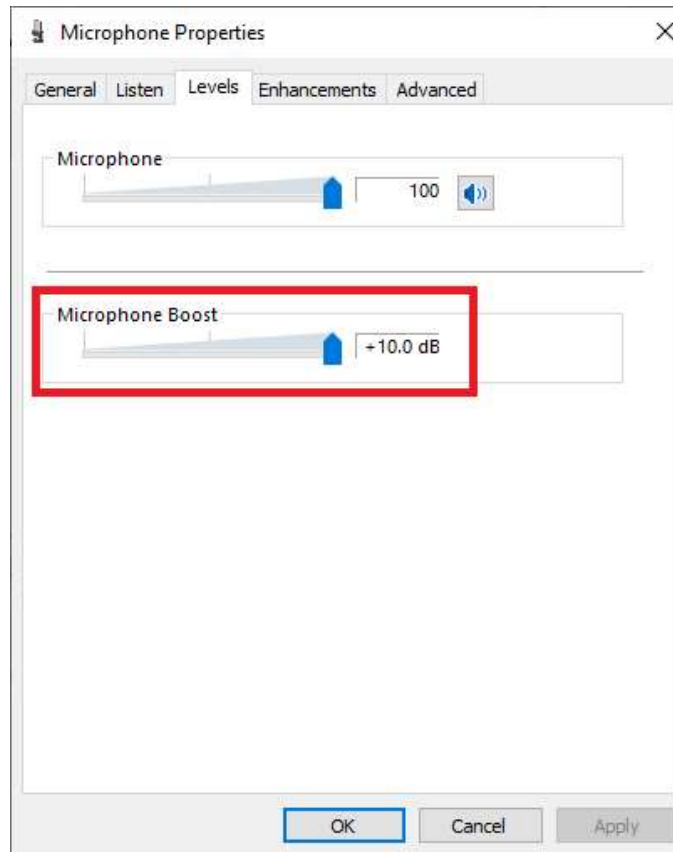 Microphone Properties
General Listen Levels Enhancements Advanced
Microphone
100
Microphone Boost
+10.0 dB
OK Cancel Apply